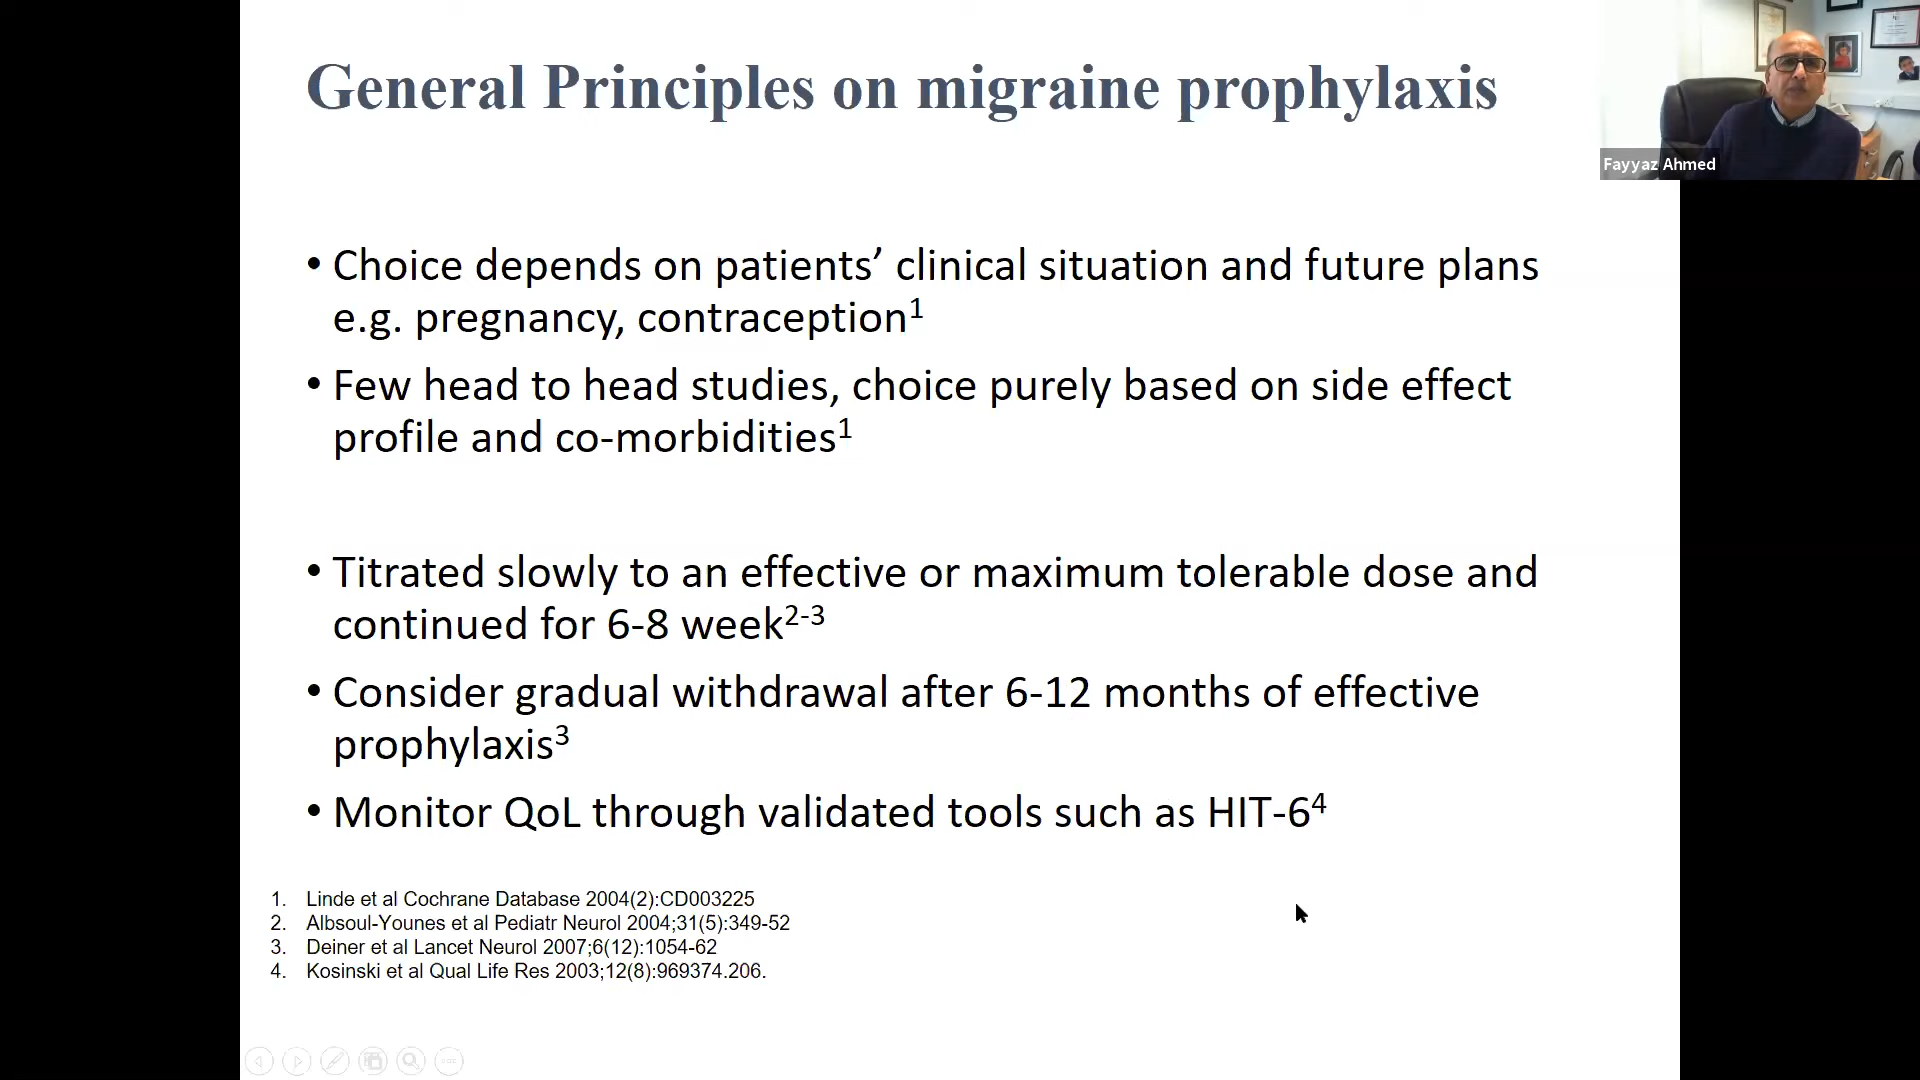 General Principles on migraine prophylaxis
Fayyaz Ahmed
• Choice depends on patients’ clinical situation and future plans
e.g. pregnancy, contraception1
• Few head to head studies, choice purely based on side effect
profile and co-morbidities1
• Titrated slowly to an effective or maximum tolerable dose and
continued for 6-8 week2-3
• Consider gradual withdrawal after 6-12 months of effective
prophylaxis3
• Monitor QoL through validated tools such as HIT-64
1. Linde et al Cochrane Database 2004(2):CD003225
2. Albsoul-Younes et al Pediatr Neurol 2004;31(5):349-52
3. Deiner et al Lancet Neurol 2007;6(12):1054-62
4. Kosinski et al Qual Life Res 2003;12(8):969374.206.